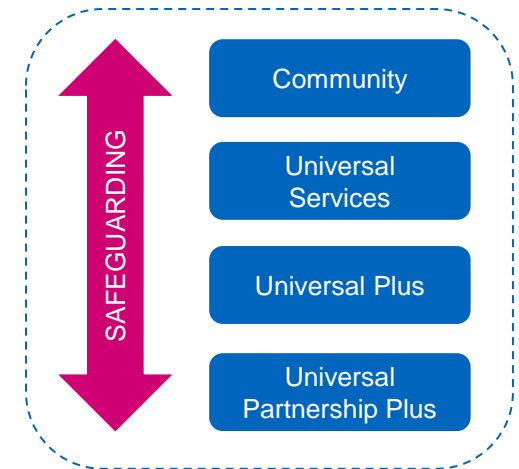 SAFEGUARDING
Community
Universal
Services
Universal Plus
Universal
Partnership Plus